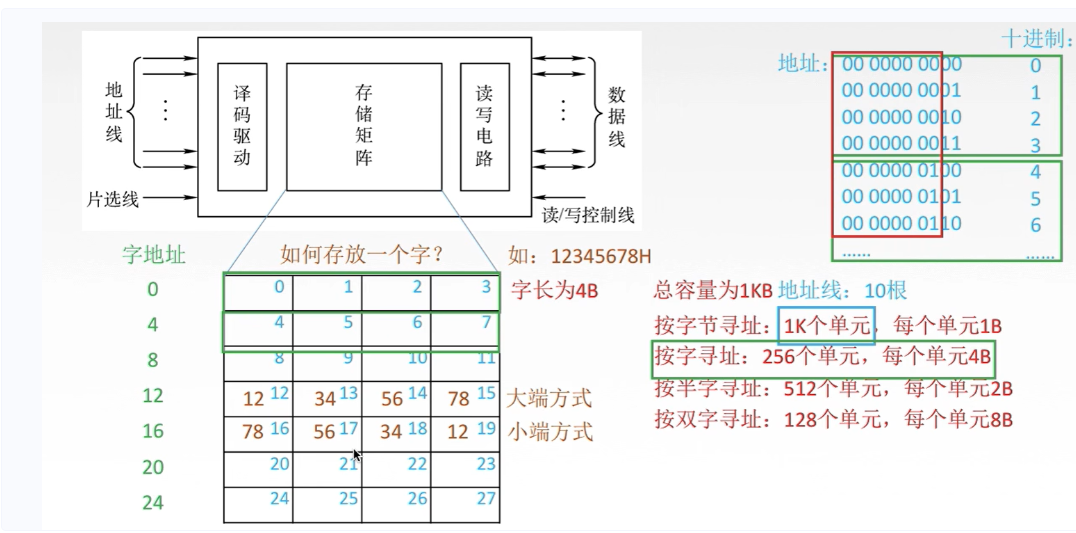 十进制：
地址： 00 0000 0000 0
00 0000 0001 1
00 0000 0010 2
00 0000 0011 3
00 0000 0100 4
00 0000 0101 5
00 0000 0110 6
...... ......
地址线
译码驱动
存储矩阵
读写电路
数据线
片选线
读/写控制线
字地址 如何存放一个字？ 如：12345678H
0 0 1 2 3 字长为4B
4 4 5 6 7
8 8 9 10 11
12 12 12 34 13 56 14 78 15 大端方式
16 78 16 56 17 34 18 12 19 小端方式
20 20 21 22 23
24 24 25 26 27
总容量为1KB 地址线：10根
按字节寻址：1K个单元，每个单元1B
按字寻址：256个单元，每个单元4B
按半字寻址：512个单元，每个单元2B
按双字寻址：128个单元，每个单元8B